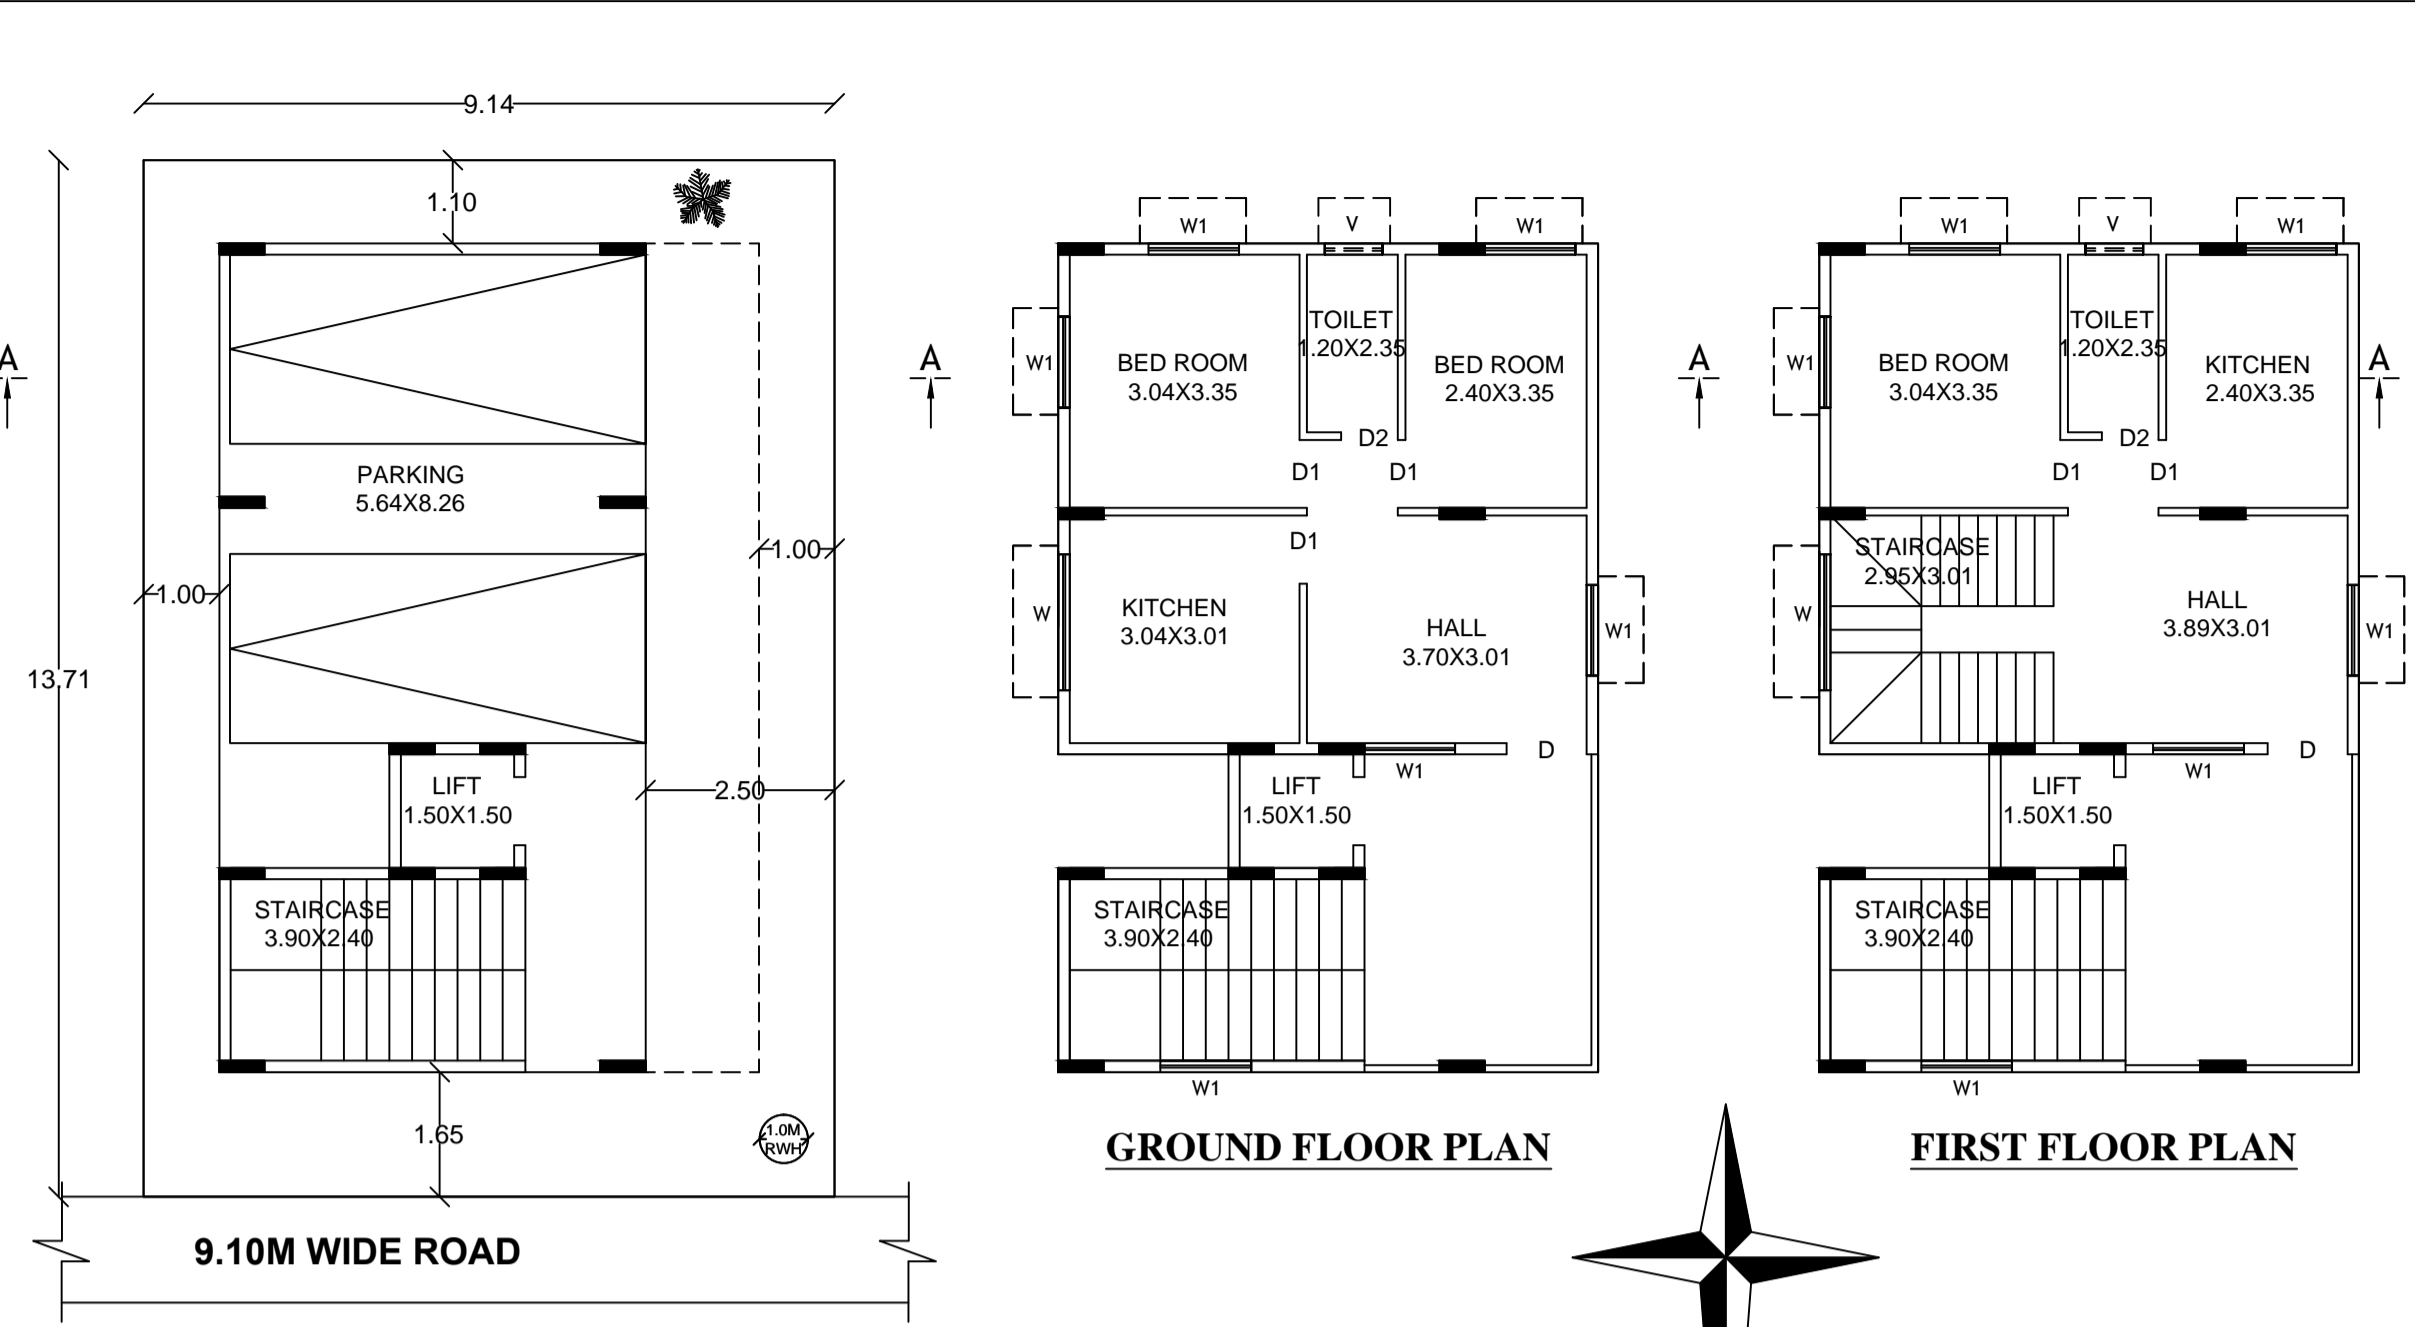 9.14
1.10
A
PARKING
5.64X8.26
1.00
1.00
13.71
LIFT
1.50X1.50
2.50
STAIRCASE
3.90X2.40
1.65
1.0M
RWH
9.10M WIDE ROAD
W1
V
W1
A
W1
BED ROOM
3.04X3.35
TOILET
1.20X2.35
BED ROOM
2.40X3.35
D2
D1
D1
D1
W
KITCHEN
3.04X3.01
HALL
3.70X3.01
W1
D
W1
LIFT
1.50X1.50
STAIRCASE
3.90X2.40
W1
GROUND FLOOR PLAN
W1
V
W1
A
W1
BED ROOM
3.04X3.35
TOILET
1.20X2.35
KITCHEN
2.40X3.35
A
D2
D1
D1
STAIRCASE
2.95X3.01
W
HALL
3.89X3.01
W1
D
W1
LIFT
1.50X1.50
STAIRCASE
3.90X2.40
W1
FIRST FLOOR PLAN